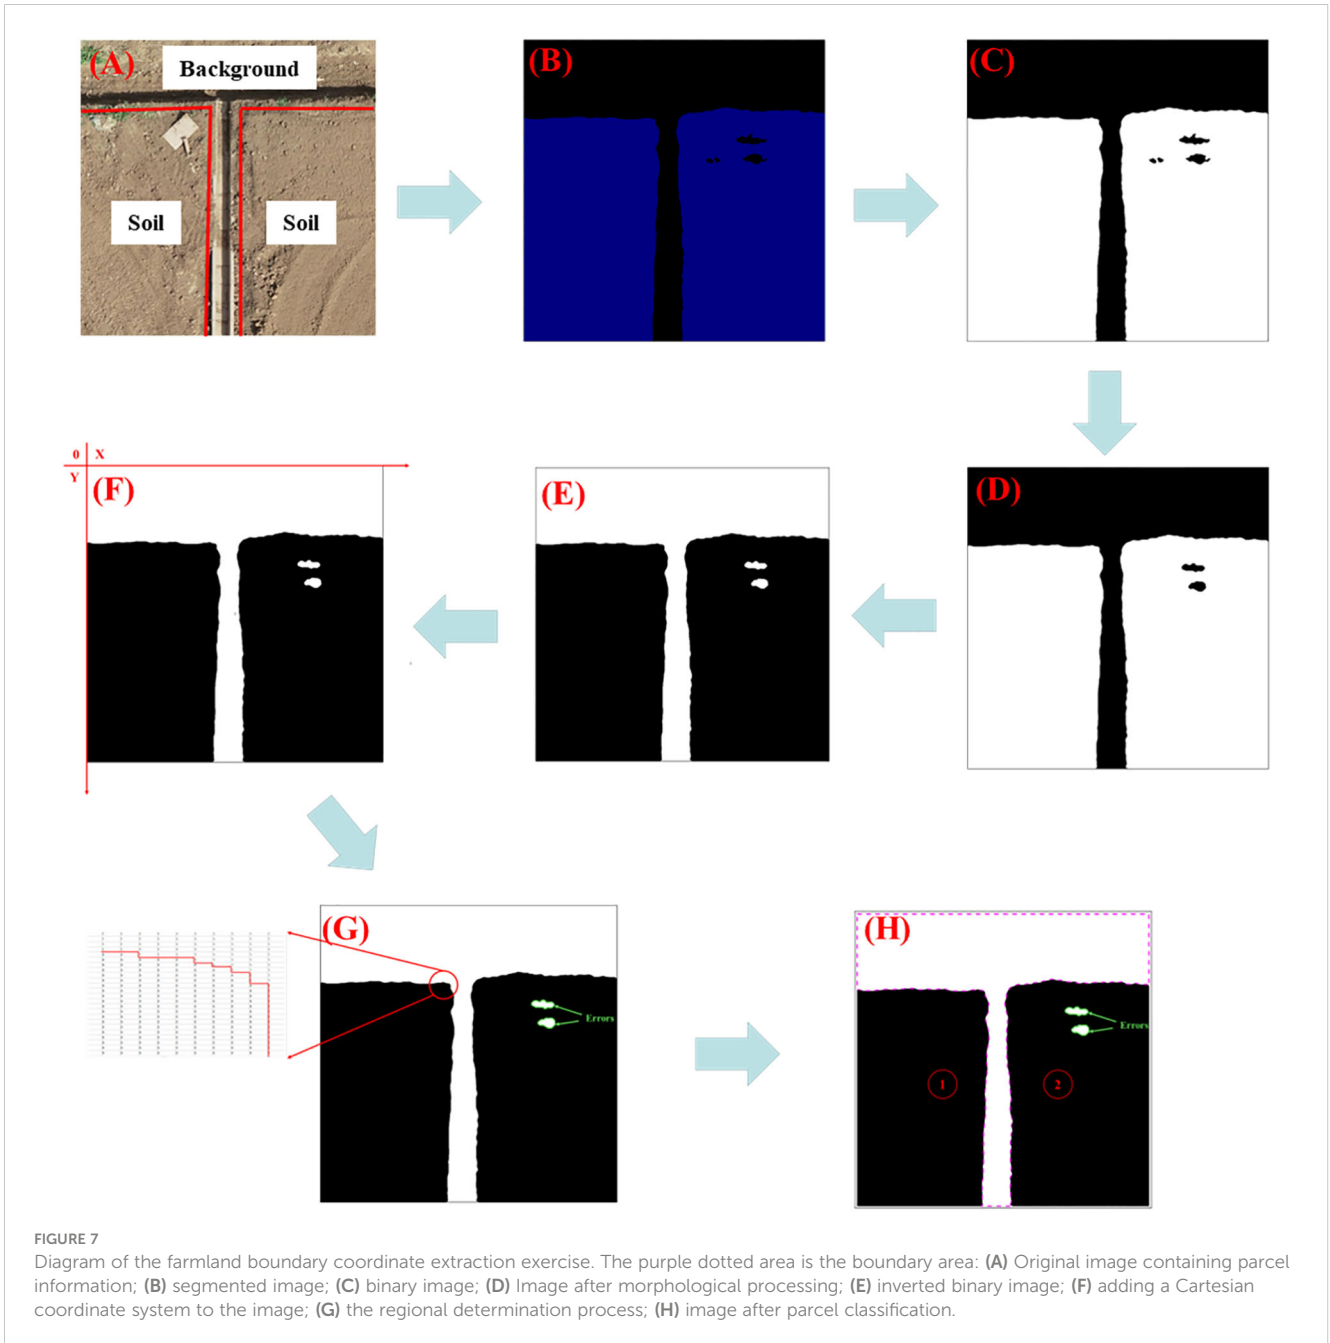 (A)
Background
Soil
Soil
(B)
(C)
0 X
Y
(F)
(E)
(D)
(G)
Errors
(H)
Errors
1
2
FIGURE 7
Diagram of the farmland boundary coordinate extraction exercise. The purple dotted area is the boundary area: (A) Original image containing parcel
information; (B) segmented image; (C) binary image; (D) Image after morphological processing; (E) inverted binary image; (F) adding a Cartesian
coordinate system to the image; (G) the regional determination process; (H) image after parcel classification.